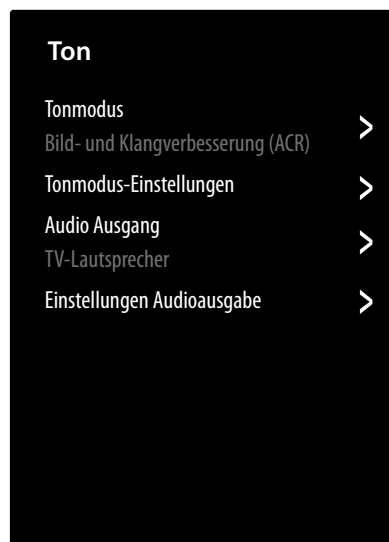 Ton
Tonmodus
Bild- und Klangverbesserung (ACR)
Tonmodus-Einstellungen
Audio Ausgang
TV-Lautsprecher
Einstellungen Audioausgabe